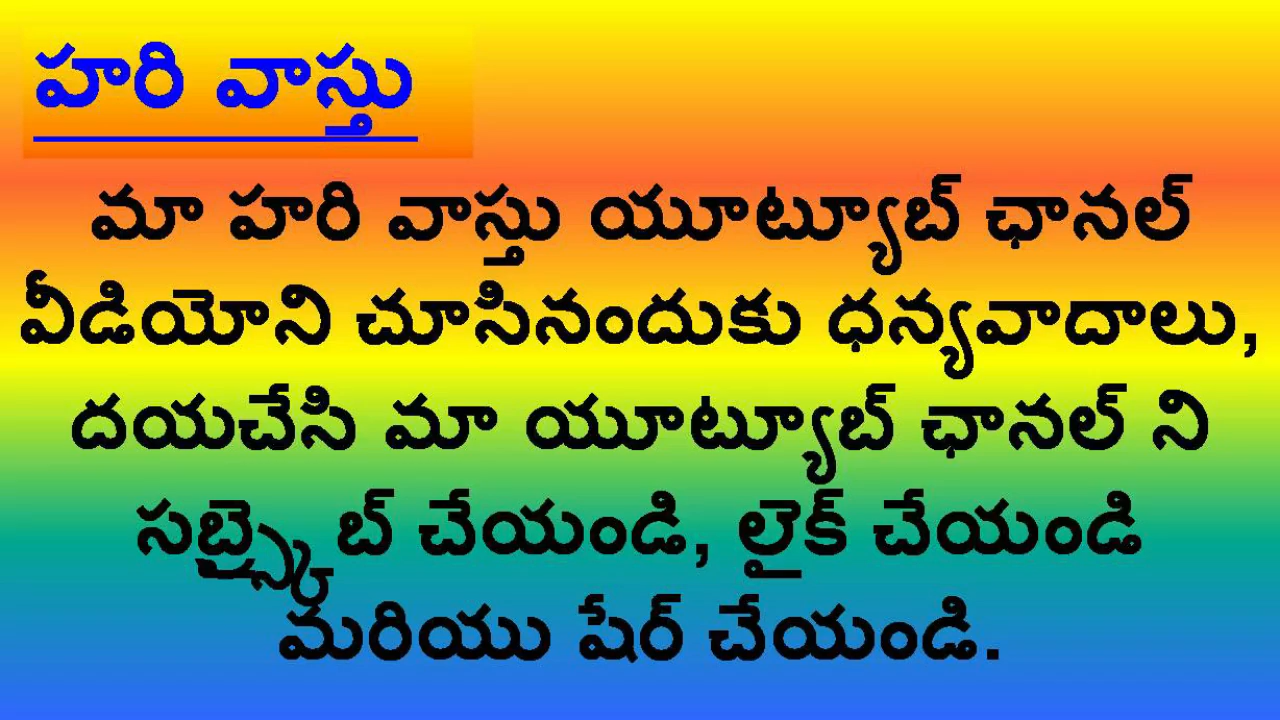 హరి వాస్తు
మా హరి వాస్తు యూట్యూబ్ ఛానల్
వీడియోని చూసినందుకు ధన్యవాదాలు,
దయచేసి మా యూట్యూబ్ ఛానల్ ని
సబ్స్క్రైబ్ చేయండి, లైక్ చేయండి
మరియు షేర్ చేయండి.